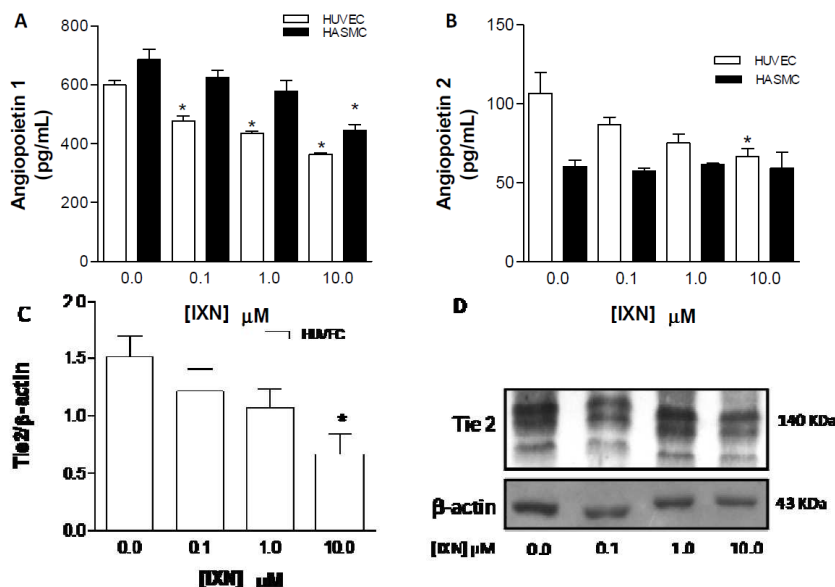 A
HUVEC
HASMC
Angiopoietin 1
(pg/mL)
800
600
400
200
0
* * * *
0.0 0.1 1.0 10.0
[IXN] µM
B
HUVEC
HASMC
Angiopoietin 2
(pg/mL)
150
100
50
0
*
0.0 0.1 1.0 10.0
[IXN] µM
C
HUVEC
Tie2/β-actin
2.0
1.5
1.0
0.5
0.0
*
0.0 0.1 1.0 10.0
[IXN] µM
D
Tie 2
140 KDa
β-actin
43 KDa
[IXN] µM 0.0 0.1 1.0 10.0